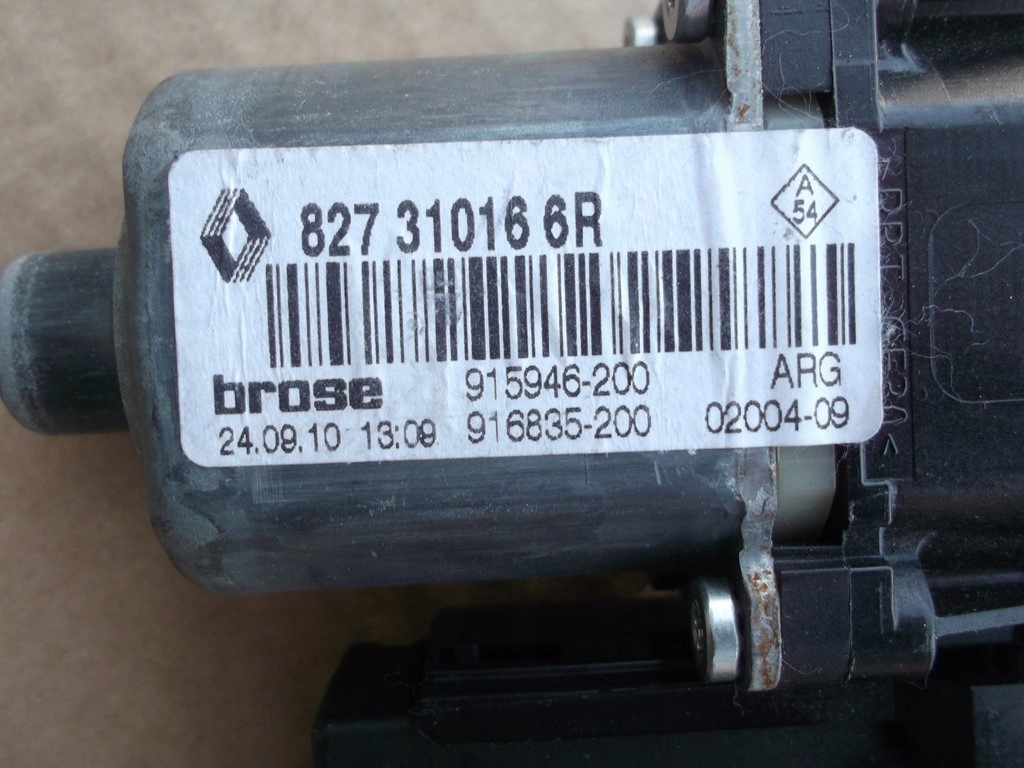 827 31016 6R
A
54
brose
915946-200
ARG
24.09.10 13:09
916835-200
02004-09